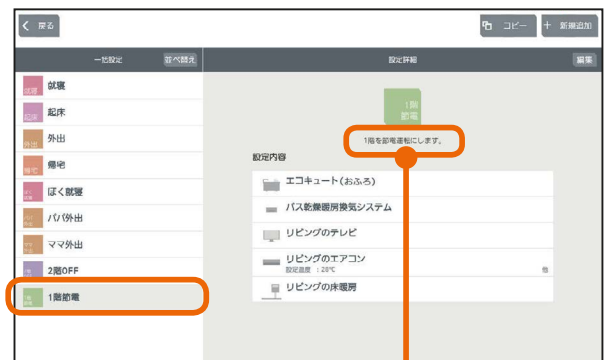 戻る
コピー
新規追加
一括設定
並べ替え
設定詳細
編集
就寝
就寝
起床
起床
外出
外出
帰宅
帰宅
ぼく就寝
パパ外出
ママ外出
2階OFF
1階節電
1階
節電
1階を節電運転にします。
設定内容
エコキュート(おふろ)
バス乾燥暖房換気システム
リビングのテレビ
リビングのエアコン
設定温度 : 28℃
他
リビングの床暖房